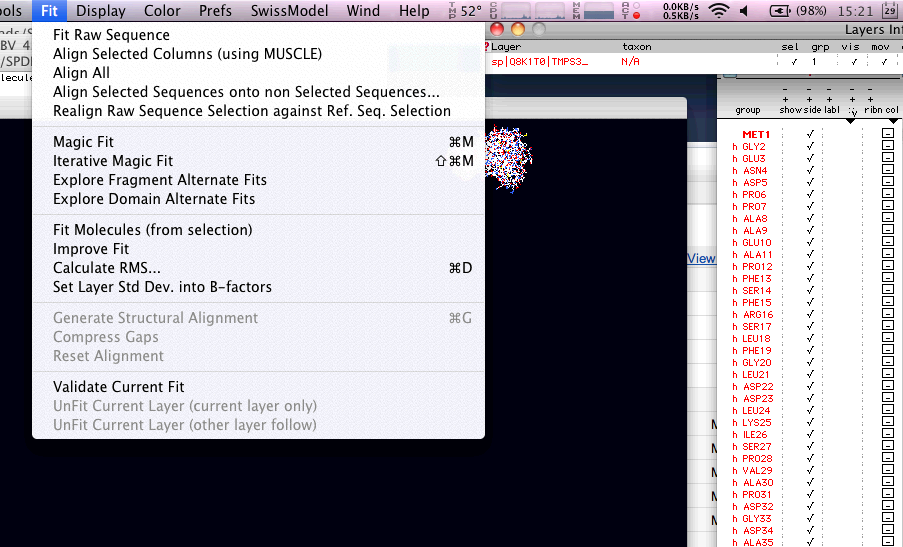 ools Fit Display Color Prefs SwissModel Wind Help TMP 52° MEM ACT 0.0KB/s 0.5KB/s (98%) 15:21 29
Layers Inf
Layer taxon sel grp vis mov
sp|Q8K1T0|TMPS3_ N/A √ 1 √ √
Fit Raw Sequence
Align Selected Columns (using MUSCLE)
Align All
Align Selected Sequences onto non Selected Sequences...
Realign Raw Sequence Selection against Ref. Seq. Selection
Magic Fit ⌘M
Iterative Magic Fit ⇧⌘M
Explore Fragment Alternate Fits
Explore Domain Alternate Fits
Fit Molecules (from selection)
Improve Fit
Calculate RMS... ⌘D
Set Layer Std Dev. into B-factors
Generate Structural Alignment ⌘G
Compress Gaps
Reset Alignment
Validate Current Fit
UnFit Current Layer (current layer only)
UnFit Current Layer (other layer follow)
View
group show side labl ribn col
MET1
h GLY2
h GLU3
h ASN4
h ASP5
h PRO6
h PRO7
h ALA8
h ALA9
h GLU10
h ALA11
h PRO12
h PHE13
h SER14
h PHE15
h ARG16
h SER17
h LEU18
h PHE19
h GLY20
h LEU21
h ASP22
h ASP23
h LEU24
h LYS25
h ILE26
h SER27
h PRO28
h VAL29
h ALA30
h PRO31
h ASP32
h GLY33
h ASP34
h ALA35